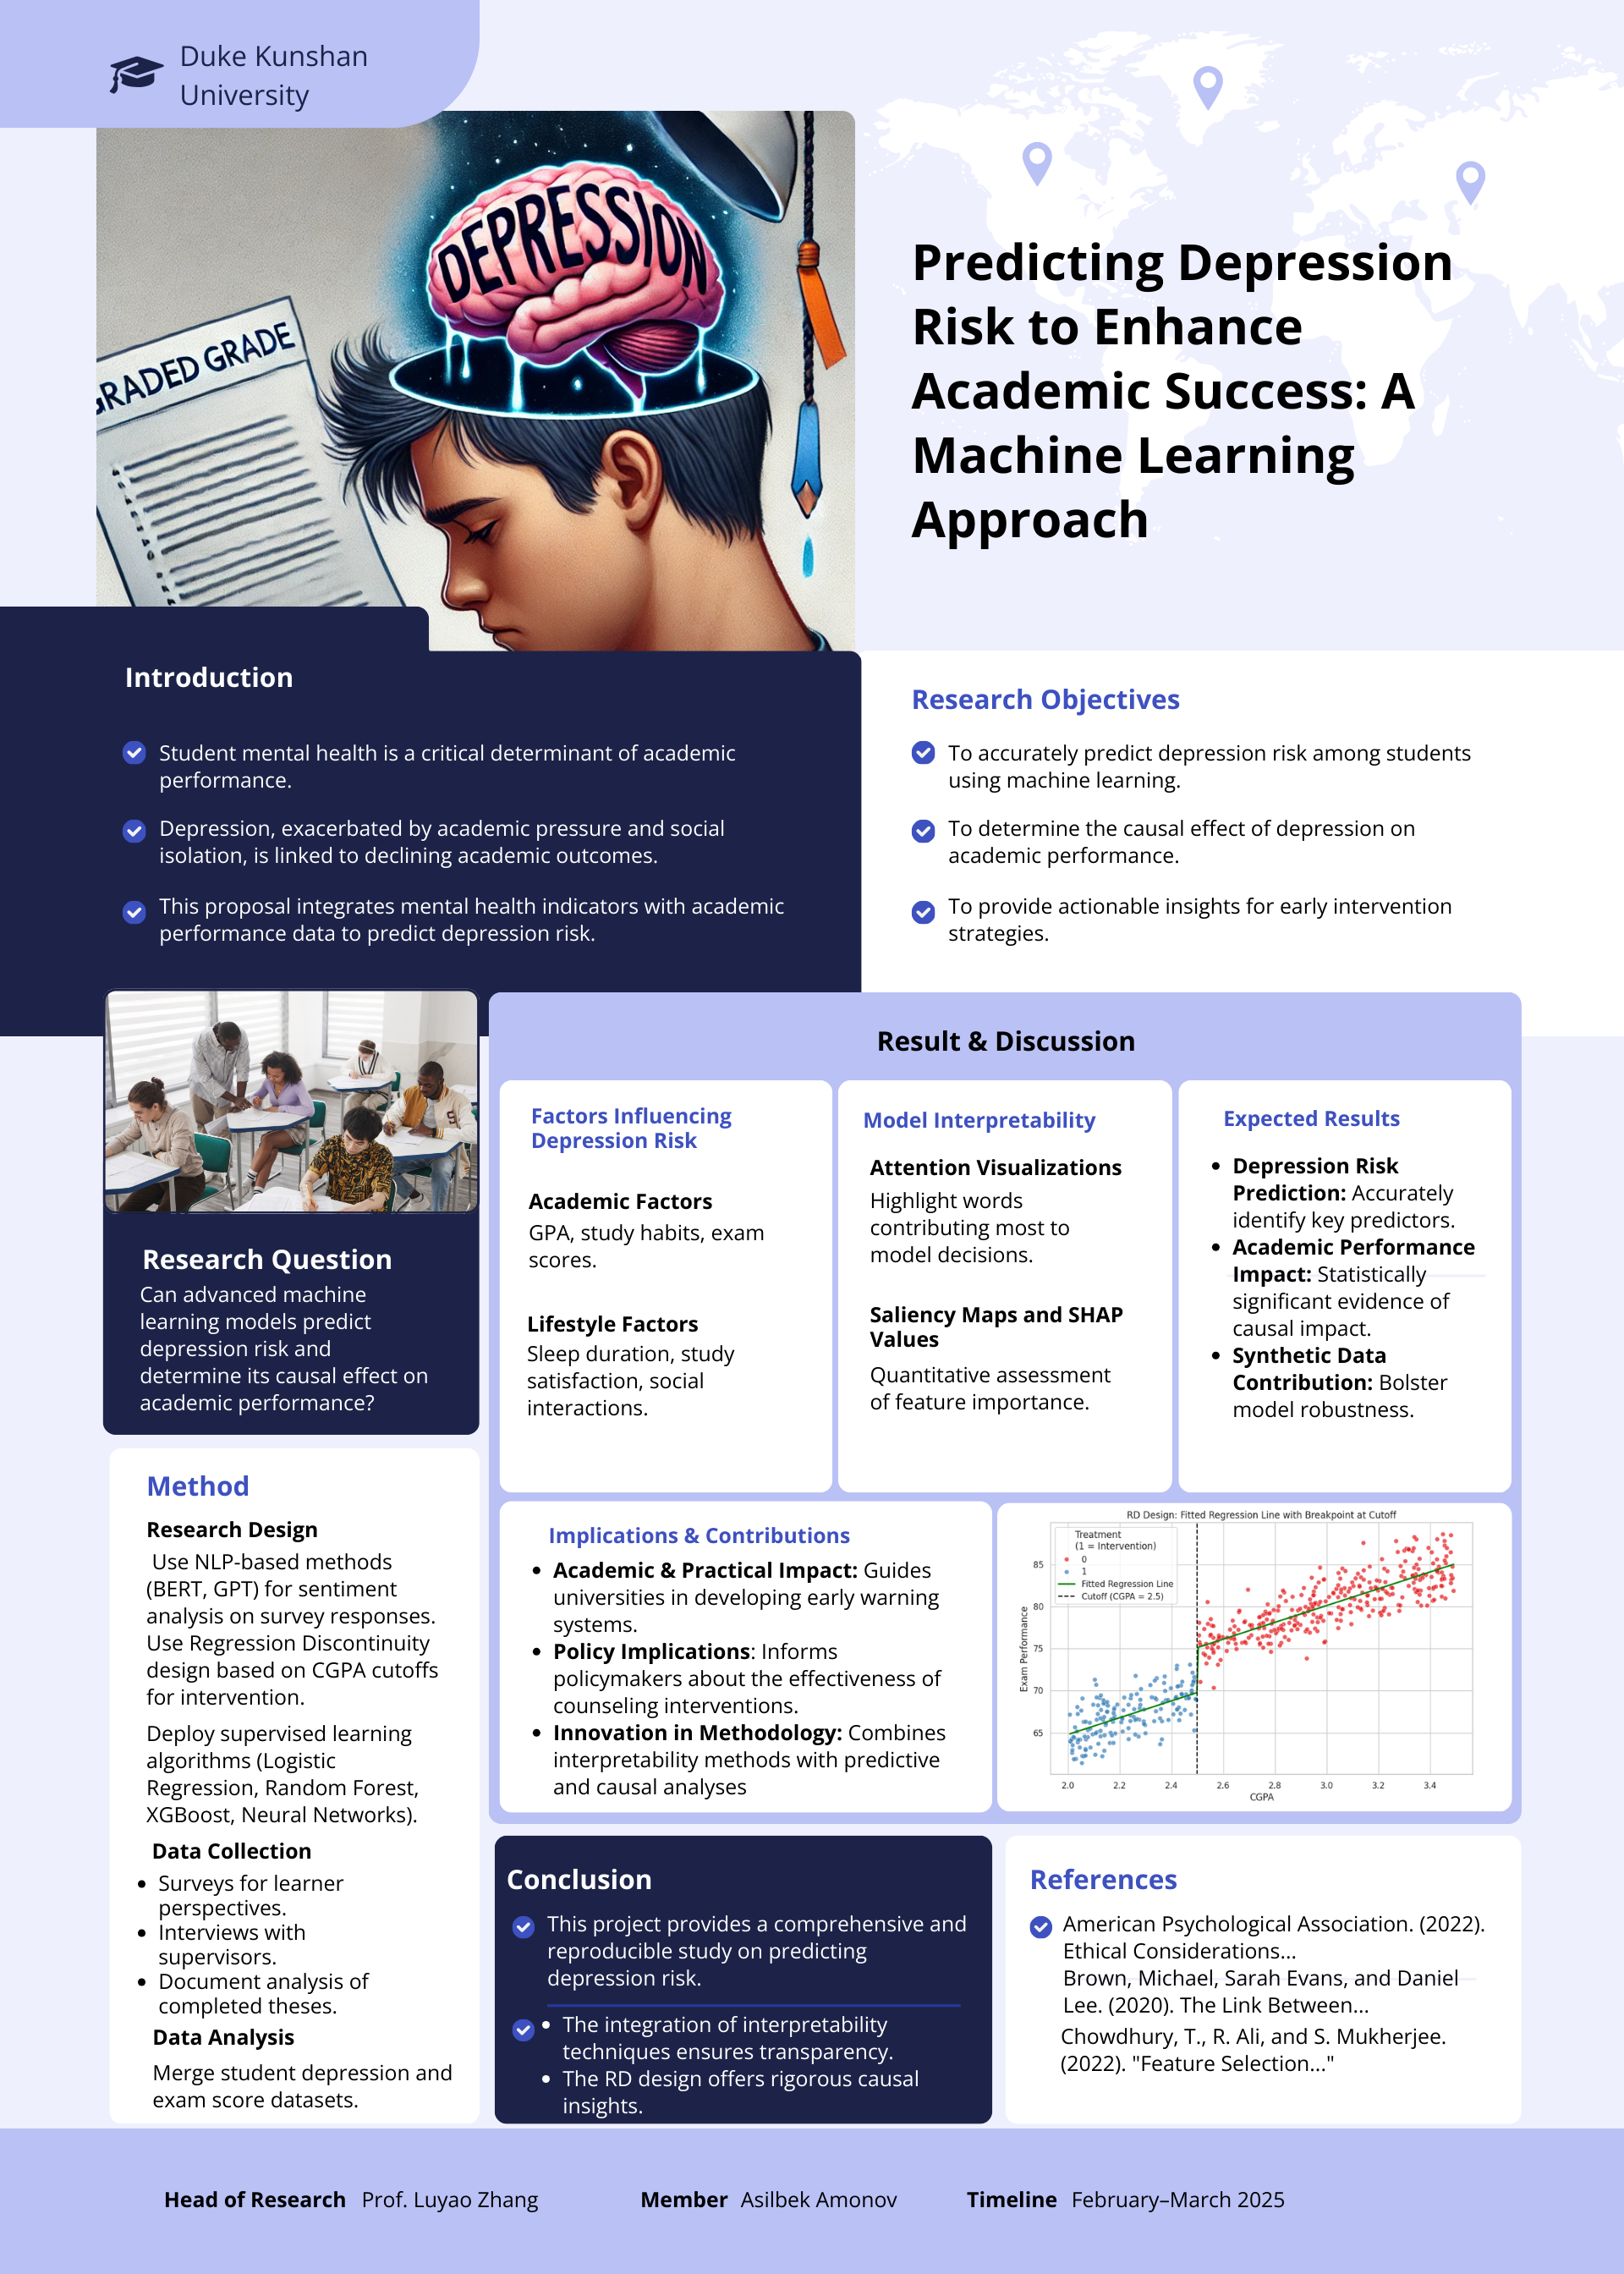 Duke Kunshan
University
DEPRESSION
GRADED GRADE
Predicting Depression
Risk to Enhance
Academic Success: A
Machine Learning
Approach
Introduction
Student mental health is a critical determinant of academic
performance.
Depression, exacerbated by academic pressure and social
isolation, is linked to declining academic outcomes.
This proposal integrates mental health indicators with academic
performance data to predict depression risk.
Research Objectives
To accurately predict depression risk among students
using machine learning.
To determine the causal effect of depression on
academic performance.
To provide actionable insights for early intervention
strategies.
Research Question
Can advanced machine
learning models predict
depression risk and
determine its causal effect on
academic performance?
Method
Research Design
Use NLP-based methods
(BERT, GPT) for sentiment
analysis on survey responses.
Use Regression Discontinuity
design based on CGPA cutoffs
for intervention.
Deploy supervised learning
algorithms (Logistic
Regression, Random Forest,
XGBoost, Neural Networks).
Data Collection
• Surveys for learner
perspectives.
• Interviews with
supervisors.
• Document analysis of
completed theses.
Data Analysis
Merge student depression and
exam score datasets.
Result & Discussion
Factors Influencing
Depression Risk
Academic Factors
GPA, study habits, exam
scores.
Lifestyle Factors
Sleep duration, study
satisfaction, social
interactions.
Model Interpretability
Attention Visualizations
Highlight words
contributing most to
model decisions.
Saliency Maps and SHAP
Values
Quantitative assessment
of feature importance.
Expected Results
• Depression Risk
Prediction: Accurately
identify key predictors.
• Academic Performance
Impact: Statistically
significant evidence of
causal impact.
• Synthetic Data
Contribution: Bolster
model robustness.
Implications & Contributions
• Academic & Practical Impact: Guides
universities in developing early warning
systems.
• Policy Implications: Informs
policymakers about the effectiveness of
counseling interventions.
• Innovation in Methodology: Combines
interpretability methods with predictive
and causal analyses
RD Design: Fitted Regression Line with Breakpoint at Cutoff
Treatment
(1 = Intervention)
0
1
Fitted Regression Line
Cutoff (CGPA = 2.5)
Exam Performance
85
80
75
70
65
2.0 2.2 2.4 2.6 2.8 3.0 3.2 3.4
CGPA
Conclusion
This project provides a comprehensive and
reproducible study on predicting
depression risk.
• The integration of interpretability
techniques ensures transparency.
• The RD design offers rigorous causal
insights.
References
American Psychological Association. (2022).
Ethical Considerations...
Brown, Michael, Sarah Evans, and Daniel
Lee. (2020). The Link Between...
Chowdhury, T., R. Ali, and S. Mukherjee.
(2022). "Feature Selection..."
Head of Research Prof. Luyao Zhang Member Asilbek Amonov Timeline February–March 2025